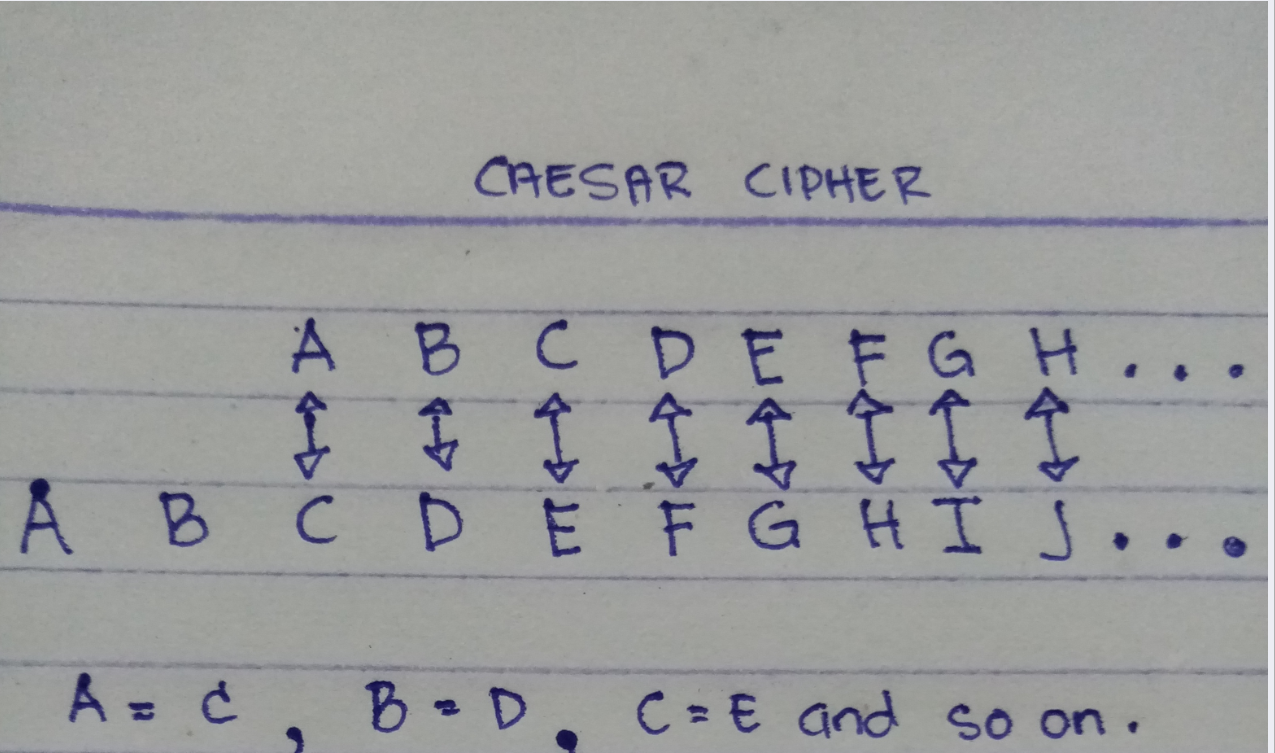 CAESAR CIPHER
A B C D E F G H ...
A B C D E F G H I J ...
A = C, B = D, C = E and so on.